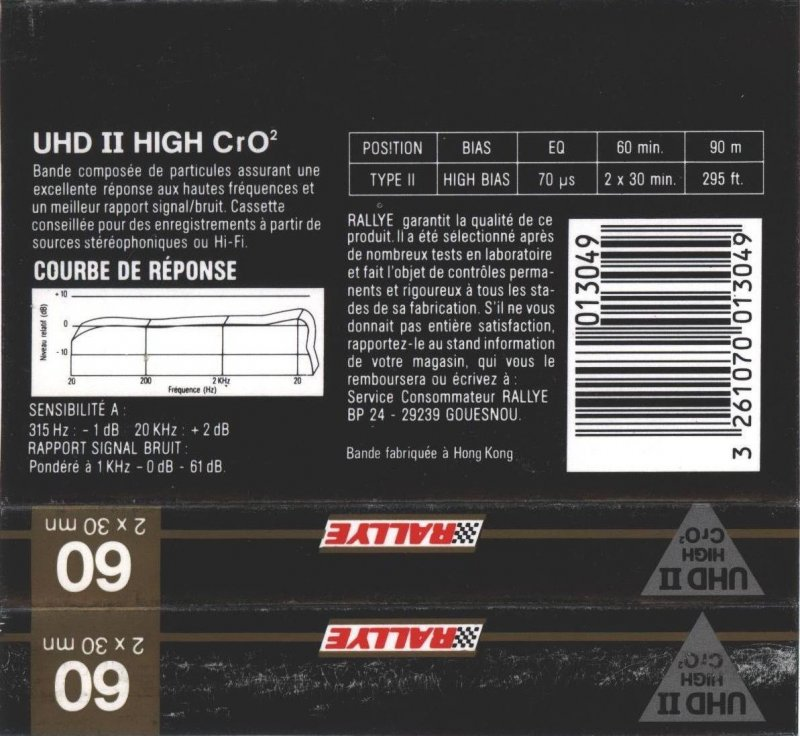 UHD II HIGH CrO²
Bande composée de particules assurant une
excellente réponse aux hautes fréquences et
un meilleur rapport signal/bruit. Cassette
conseillée pour des enregistrements à partir de
sources stéréophoniques ou Hi-Fi.
COURBE DE RÉPONSE
+10
0
-10
Niveau relatif (dB)
20 200 2 KHz 20
Fréquence (Hz)
SENSIBILITÉ A :
315 Hz : - 1 dB 20 KHz : + 2 dB
RAPPORT SIGNAL BRUIT :
Pondéré à 1 KHz - 0 dB - 61 dB.
POSITION BIAS EQ 60 min. 90 m
TYPE II HIGH BIAS 70 µs 2 x 30 min. 295 ft.
RALLYE garantit la qualité de ce
produit. Il a été sélectionné après
de nombreux tests en laboratoire
et fait l'objet de contrôles perma-
nents et rigoureux à tous les sta-
des de sa fabrication. S'il ne vous
donnait pas entière satisfaction,
rapportez-le au stand information
de votre magasin, qui vous le
remboursera ou écrivez à :
Service Consommateur RALLYE
BP 24 - 29239 GOUESNOU.
Bande fabriquée à Hong Kong
013049
3 261070 013049
60
2 x 30 mn
RALLYE
UHD II
HIGH
CrO²
60
2 x 30 mn
RALLYE
UHD II
HIGH
CrO²